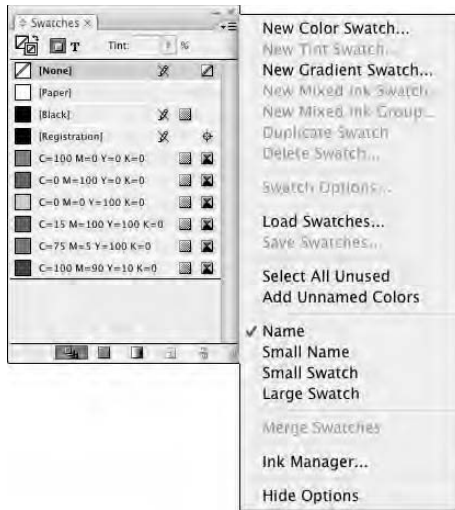 Swatches ×
T Tint: %
[None]
[Paper]
[Black]
[Registration]
C=100 M=0 Y=0 K=0
C=0 M=100 Y=0 K=0
C=0 M=0 Y=100 K=0
C=15 M=100 Y=100 K=0
C=75 M=5 Y=100 K=0
C=100 M=90 Y=10 K=0
New Color Swatch...
New Tint Swatch...
New Gradient Swatch...
New Mixed Ink Swatch...
New Mixed Ink Group...
Duplicate Swatch
Delete Swatch...
Swatch Options...
Load Swatches...
Save Swatches...
Select All Unused
Add Unnamed Colors
✓ Name
Small Name
Small Swatch
Large Swatch
Merge Swatches
Ink Manager...
Hide Options